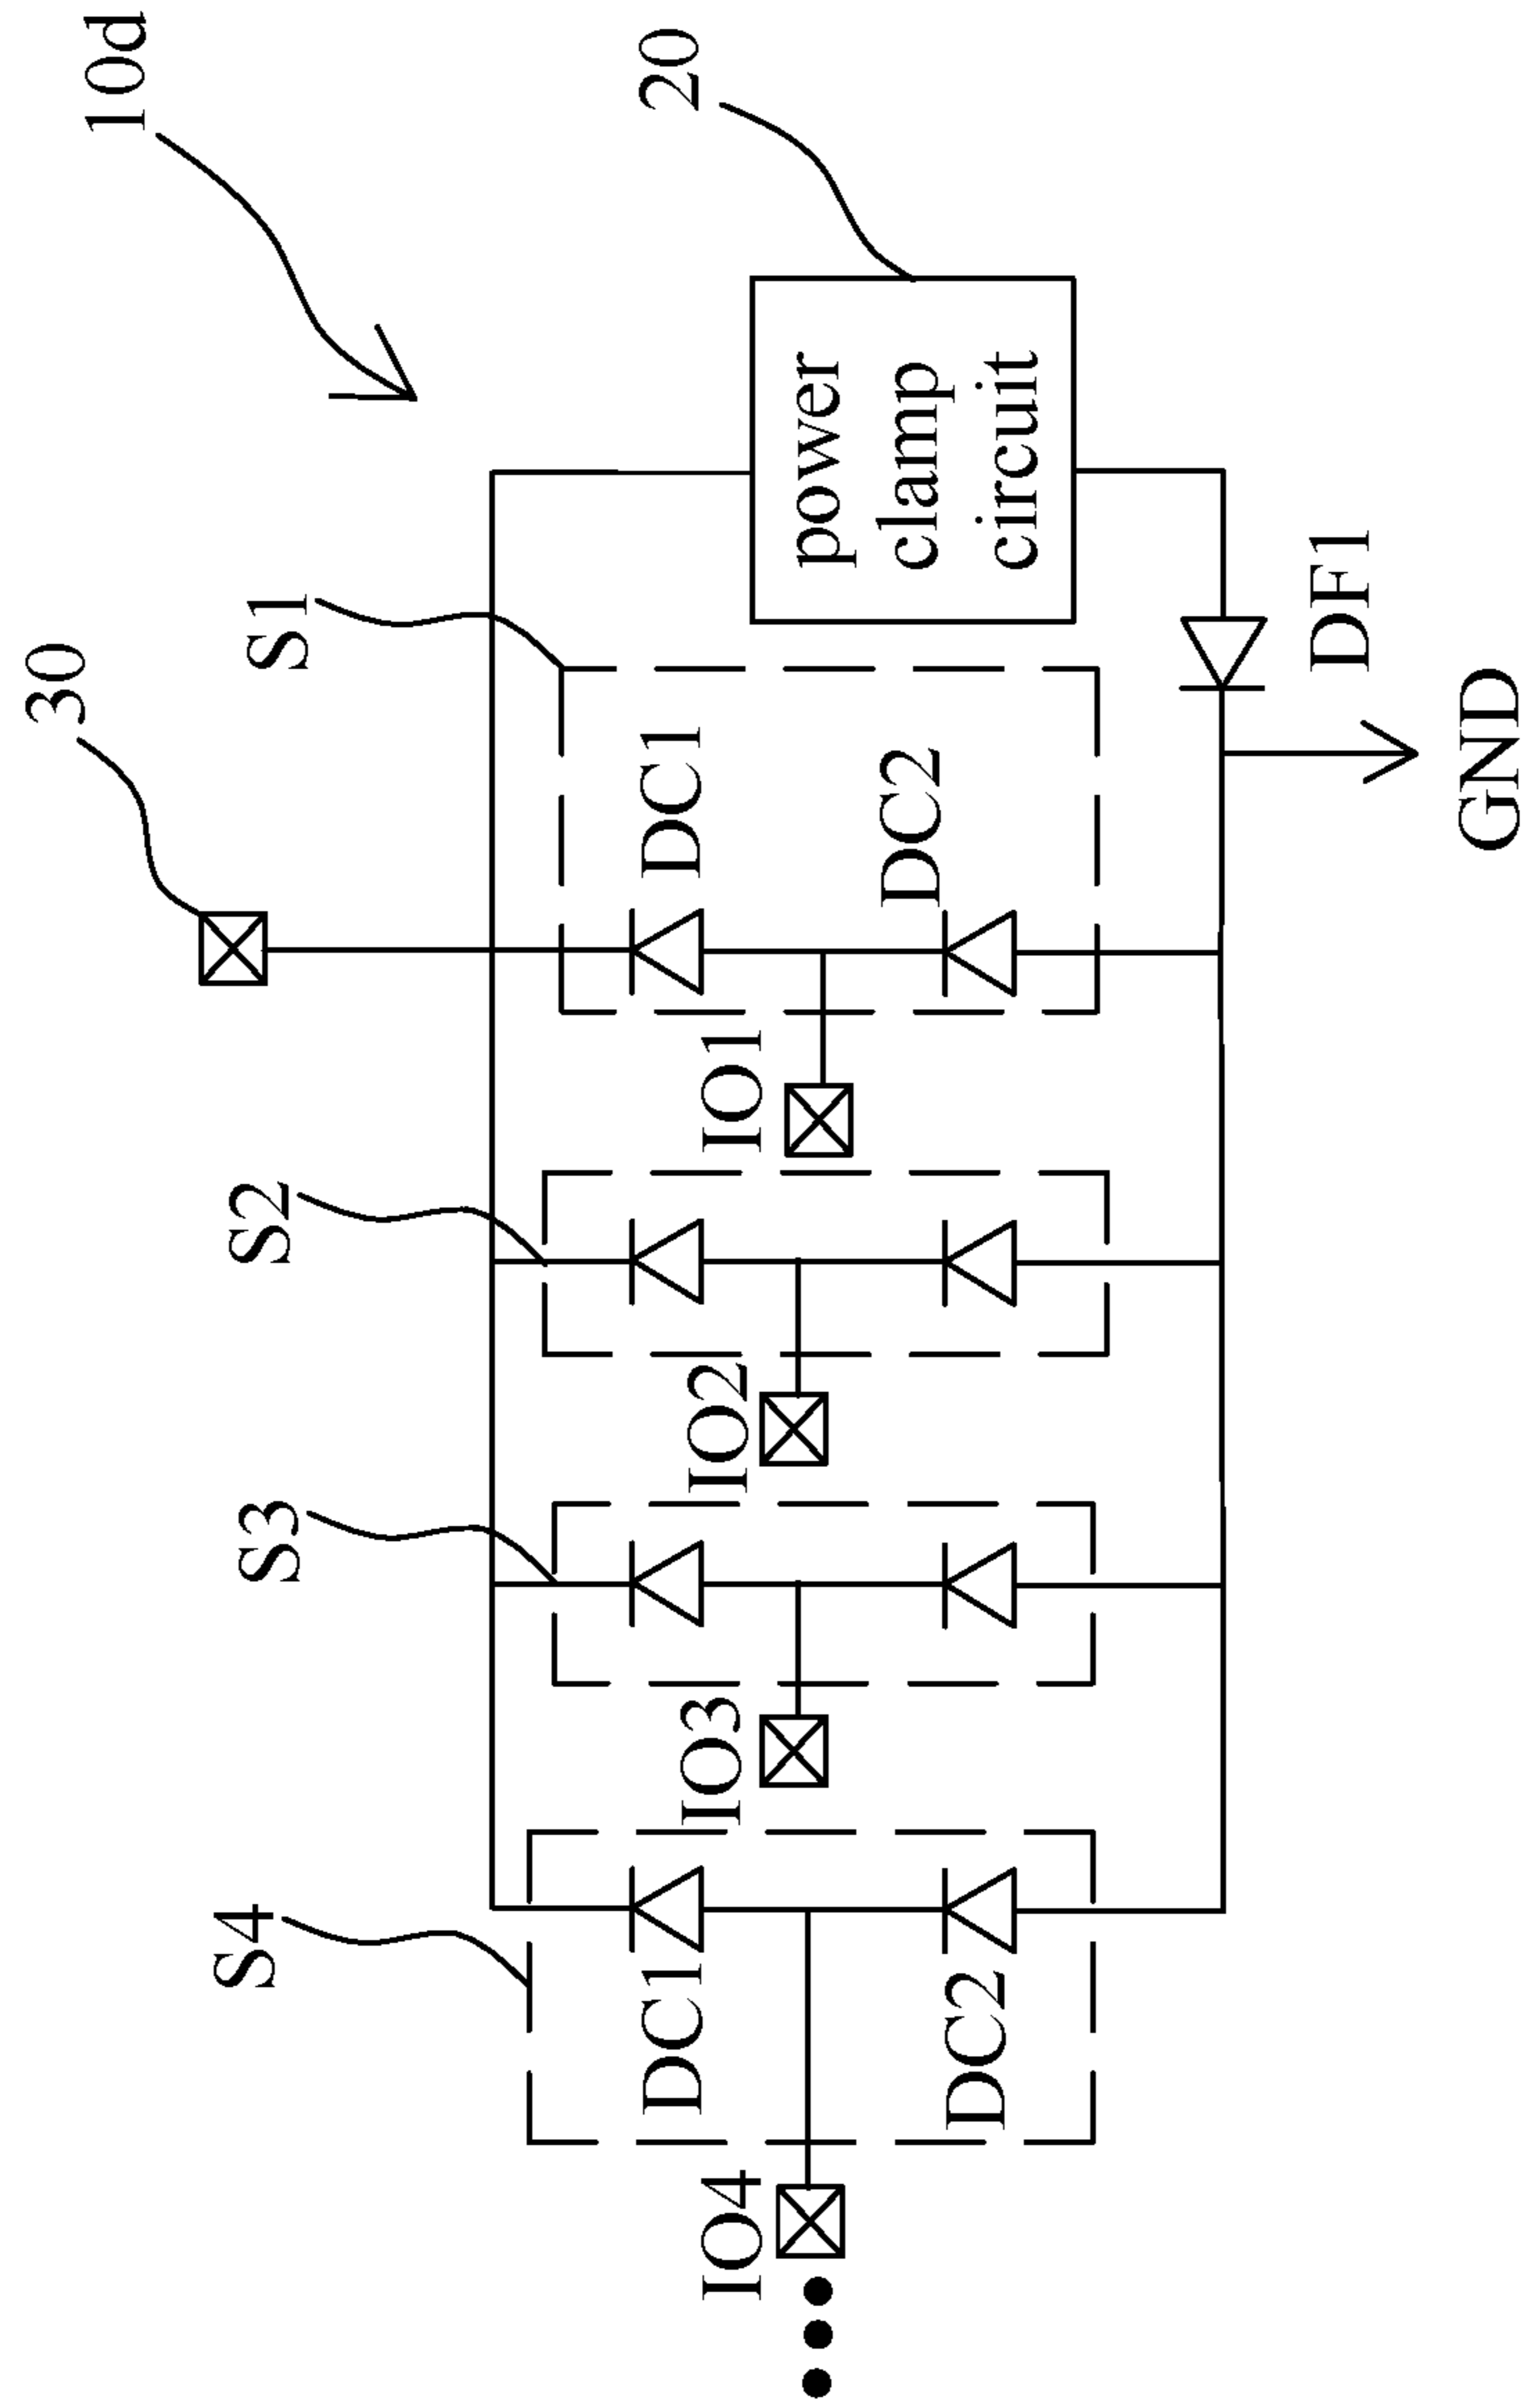 10d
30
S1
20
S2
S3
S4
power
clamp
circuit
DC1
DC2
IO1
IO2
IO3
DC1
DC2
IO4
DF1
GND